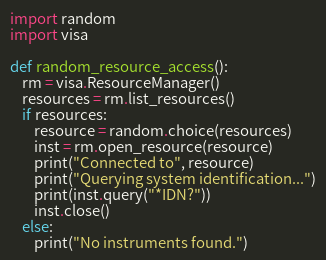 import random
import visa

def random_resource_access():
    rm = visa.ResourceManager()
    resources = rm.list_resources()
    if resources:
        resource = random.choice(resources)
        inst = rm.open_resource(resource)
        print("Connected to", resource)
        print("Querying system identification...")
        print(inst.query("*IDN?"))
        inst.close()
    else:
        print("No instruments found.")